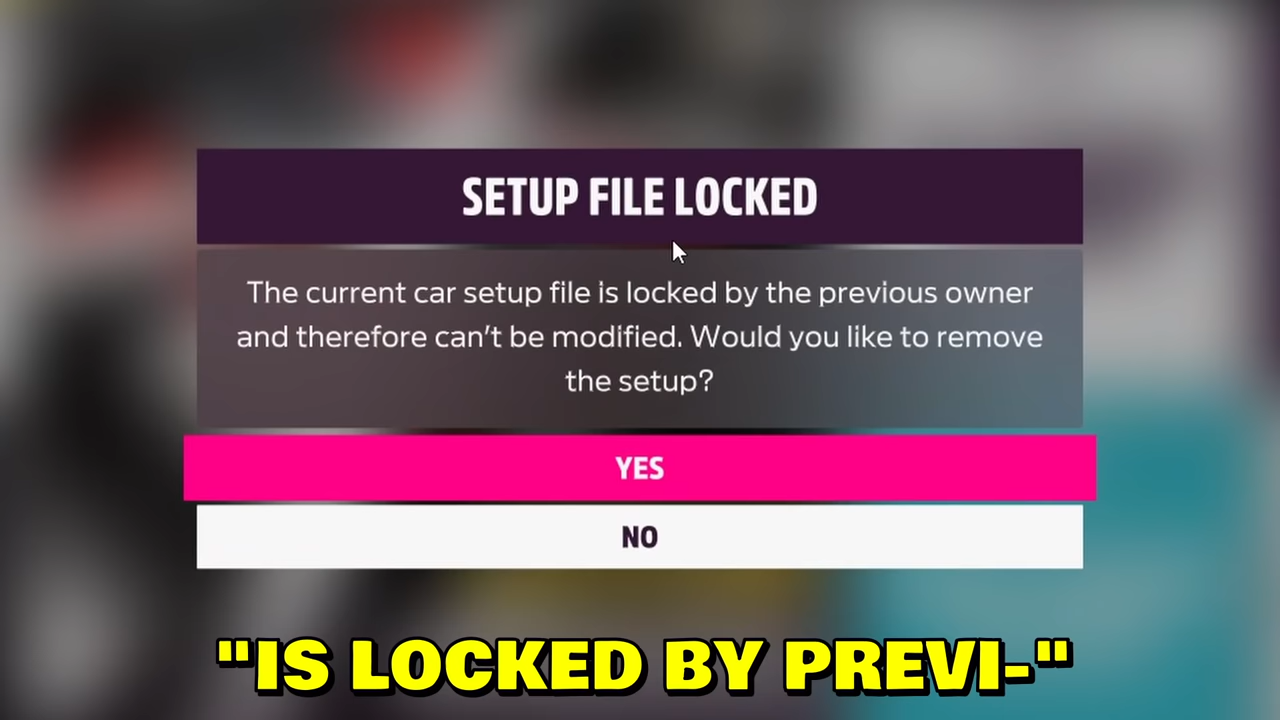 SETUP FILE LOCKED
The current car setup file is locked by the previous owner
and therefore can't be modified. Would you like to remove
the setup?
YES
NO
"IS LOCKED BY PREVI-"